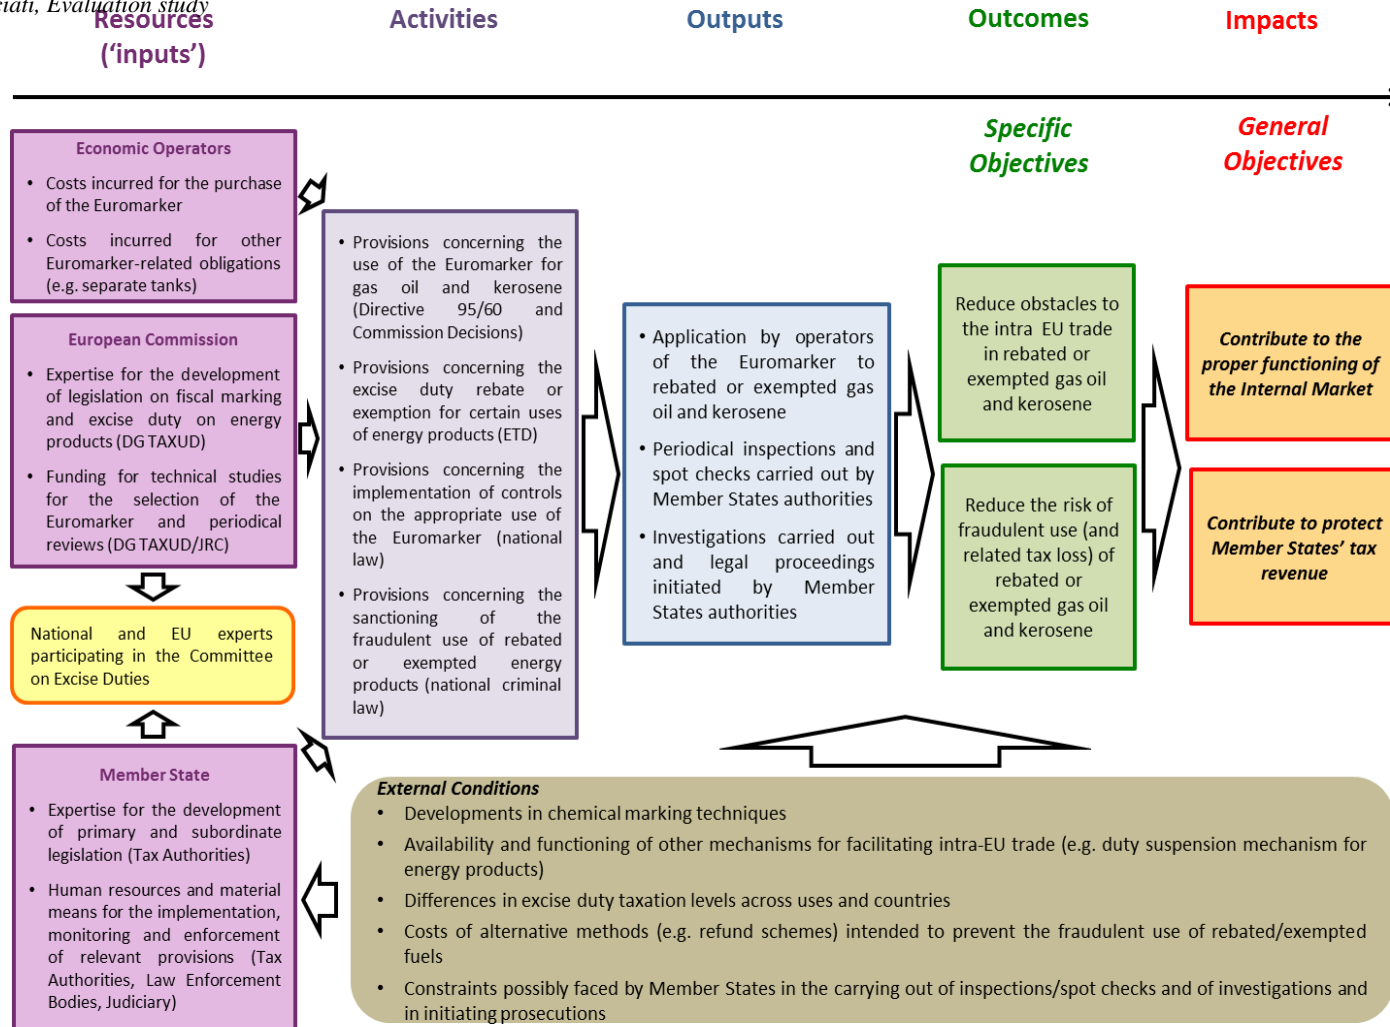 ciati, Evaluation study
Resources
(‘inputs’)
Activities
Outputs
Outcomes
Impacts
Specific
Objectives
General
Objectives
Economic Operators
• Costs incurred for the purchase
of the Euromarker
• Costs incurred for other
Euromarker-related obligations
(e.g. separate tanks)
European Commission
• Expertise for the development
of legislation on fiscal marking
and excise duty on energy
products (DG TAXUD)
• Funding for technical studies
for the selection of the
Euromarker and periodical
reviews (DG TAXUD/JRC)
National and EU experts
participating in the Committee
on Excise Duties
Member State
• Expertise for the development
of primary and subordinate
legislation (Tax Authorities)
• Human resources and material
means for the implementation,
monitoring and enforcement
of relevant provisions (Tax
Authorities, Law Enforcement
Bodies, Judiciary)
• Provisions concerning the
use of the Euromarker for
gas oil and kerosene
(Directive 95/60 and
Commission Decisions)
• Provisions concerning the
excise duty rebate or
exemption for certain uses
of energy products (ETD)
• Provisions concerning the
implementation of controls
on the appropriate use of
the Euromarker (national
law)
• Provisions concerning the
sanctioning of the
fraudulent use of rebated
or exempted energy
products (national criminal
law)
• Application by operators
of the Euromarker to
rebated or exempted gas
oil and kerosene
• Periodical inspections and
spot checks carried out by
Member States authorities
• Investigations carried out
and legal proceedings
initiated by Member
States authorities
Reduce obstacles to
the intra EU trade
in rebated or
exempted gas oil
and kerosene
Reduce the risk of
fraudulent use (and
related tax loss) of
rebated or
exempted gas oil
and kerosene
Contribute to the
proper functioning of
the Internal Market
Contribute to protect
Member States’ tax
revenue
External Conditions
• Developments in chemical marking techniques
• Availability and functioning of other mechanisms for facilitating intra-EU trade (e.g. duty suspension mechanism for
energy products)
• Differences in excise duty taxation levels across uses and countries
• Costs of alternative methods (e.g. refund schemes) intended to prevent the fraudulent use of rebated/exempted
fuels
• Constraints possibly faced by Member States in the carrying out of inspections/spot checks and of investigations and
in initiating prosecutions